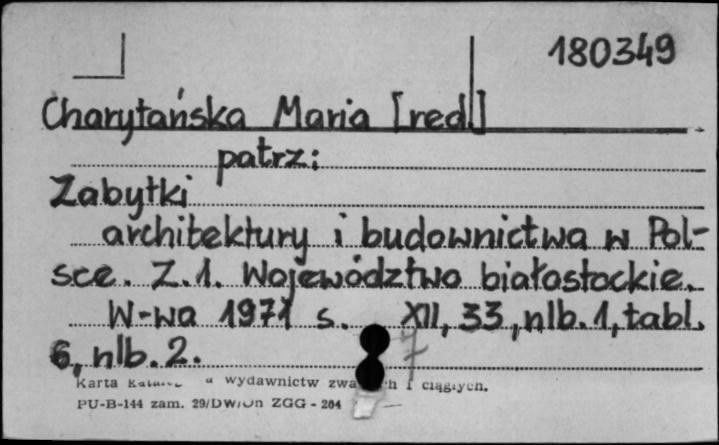 180349
Charytańska Maria [red.]
patrz:
Zabytki
architektury i budownictwa w Pol-
sce. Z.1. Województwo białostockie.
W-wa 1971 s. XII, 33, nlb. 1, tabl.
6, nlb. 2.
Karta wydawnictw i ciągłych.
PU-B-144 zam. 29/DW/Dn ZGG - 204